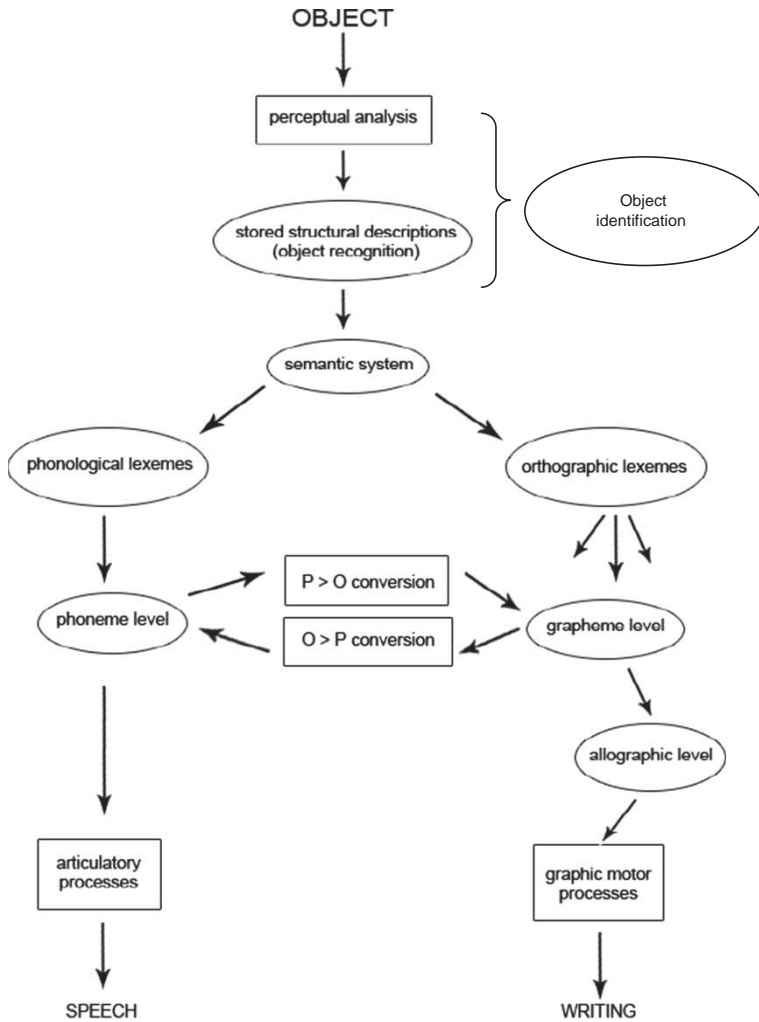 OBJECT
perceptual analysis
Object
identification
stored structural descriptions
(object recognition)
semantic system
phonological lexemes
orthographic lexemes
P > O conversion
phoneme level
grapheme level
O > P conversion
allographic level
articulatory
processes
graphic motor
processes
SPEECH
WRITING